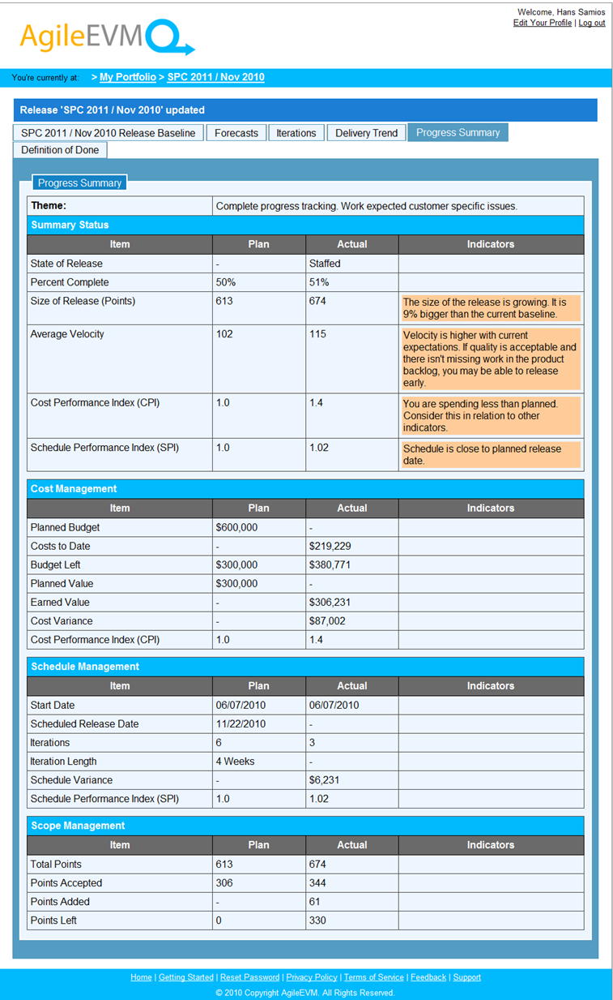 Welcome, Hans Samios
Edit Your Profile | Log out
AgileEVM
You're currently at: > My Portfolio > SPC 2011 / Nov 2010
Release 'SPC 2011 / Nov 2010' updated
SPC 2011 / Nov 2010 Release Baseline Forecasts Iterations Delivery Trend Progress Summary
Definition of Done
Progress Summary
Theme: Complete progress tracking. Work expected customer specific issues.
Summary Status
Item Plan Actual Indicators
State of Release - Staffed
Percent Complete 50% 51%
Size of Release (Points) 613 674 The size of the release is growing. It is
9% bigger than the current baseline.
Average Velocity 102 115 Velocity is higher with current
expectations. If quality is acceptable and
there isn't missing work in the product
backlog, you may be able to release
early.
Cost Performance Index (CPI) 1.0 1.4 You are spending less than planned.
Consider this in relation to other
indicators.
Schedule Performance Index (SPI) 1.0 1.02 Schedule is close to planned release
date.
Cost Management
Item Plan Actual Indicators
Planned Budget $600,000 -
Costs to Date - $219,229
Budget Left $300,000 $380,771
Planned Value $300,000 -
Earned Value - $306,231
Cost Variance - $87,002
Cost Performance Index (CPI) 1.0 1.4
Schedule Management
Item Plan Actual Indicators
Start Date 06/07/2010 06/07/2010
Scheduled Release Date 11/22/2010 -
Iterations 6 3
Iteration Length 4 Weeks -
Schedule Variance - $6,231
Schedule Performance Index (SPI) 1.0 1.02
Scope Management
Item Plan Actual Indicators
Total Points 613 674
Points Accepted 306 344
Points Added - 61
Points Left 0 330
Home | Getting Started | Reset Password | Privacy Policy | Terms of Service | Feedback | Support
© 2010 Copyright AgileEVM. All Rights Reserved.